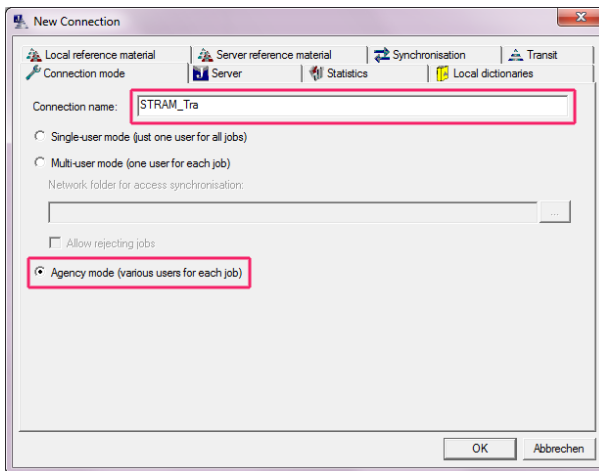 New Connection
Local reference material
Server reference material
Synchronisation
Transit
Connection mode
Server
Statistics
Local dictionaries
Connection name:
STRAM_Tra
Single-user mode (just one user for all jobs)
Multi-user mode (one user for each job)
Network folder for access synchronisation:
...
Allow rejecting jobs
Agency mode (various users for each job)
OK
Abbrechen